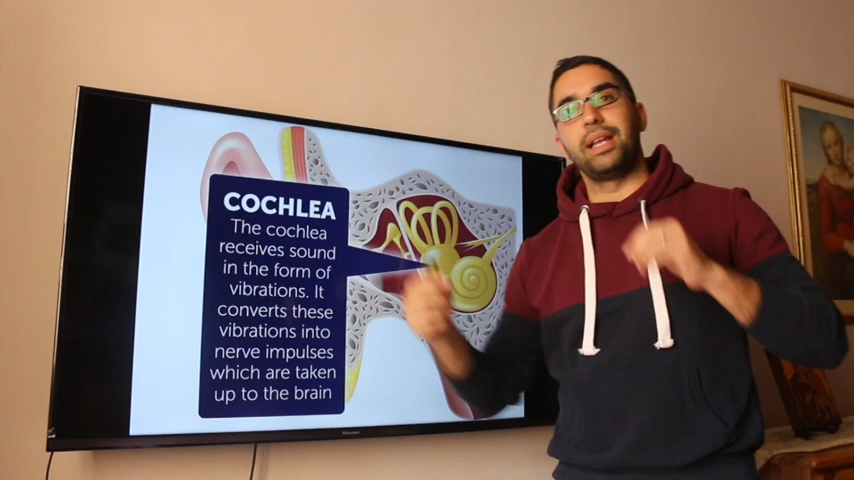 COCHLEA
The cochlea
receives sound
in the form of
vibrations. It
converts these
vibrations into
nerve impulses
which are taken
up to the brain
Panasonic